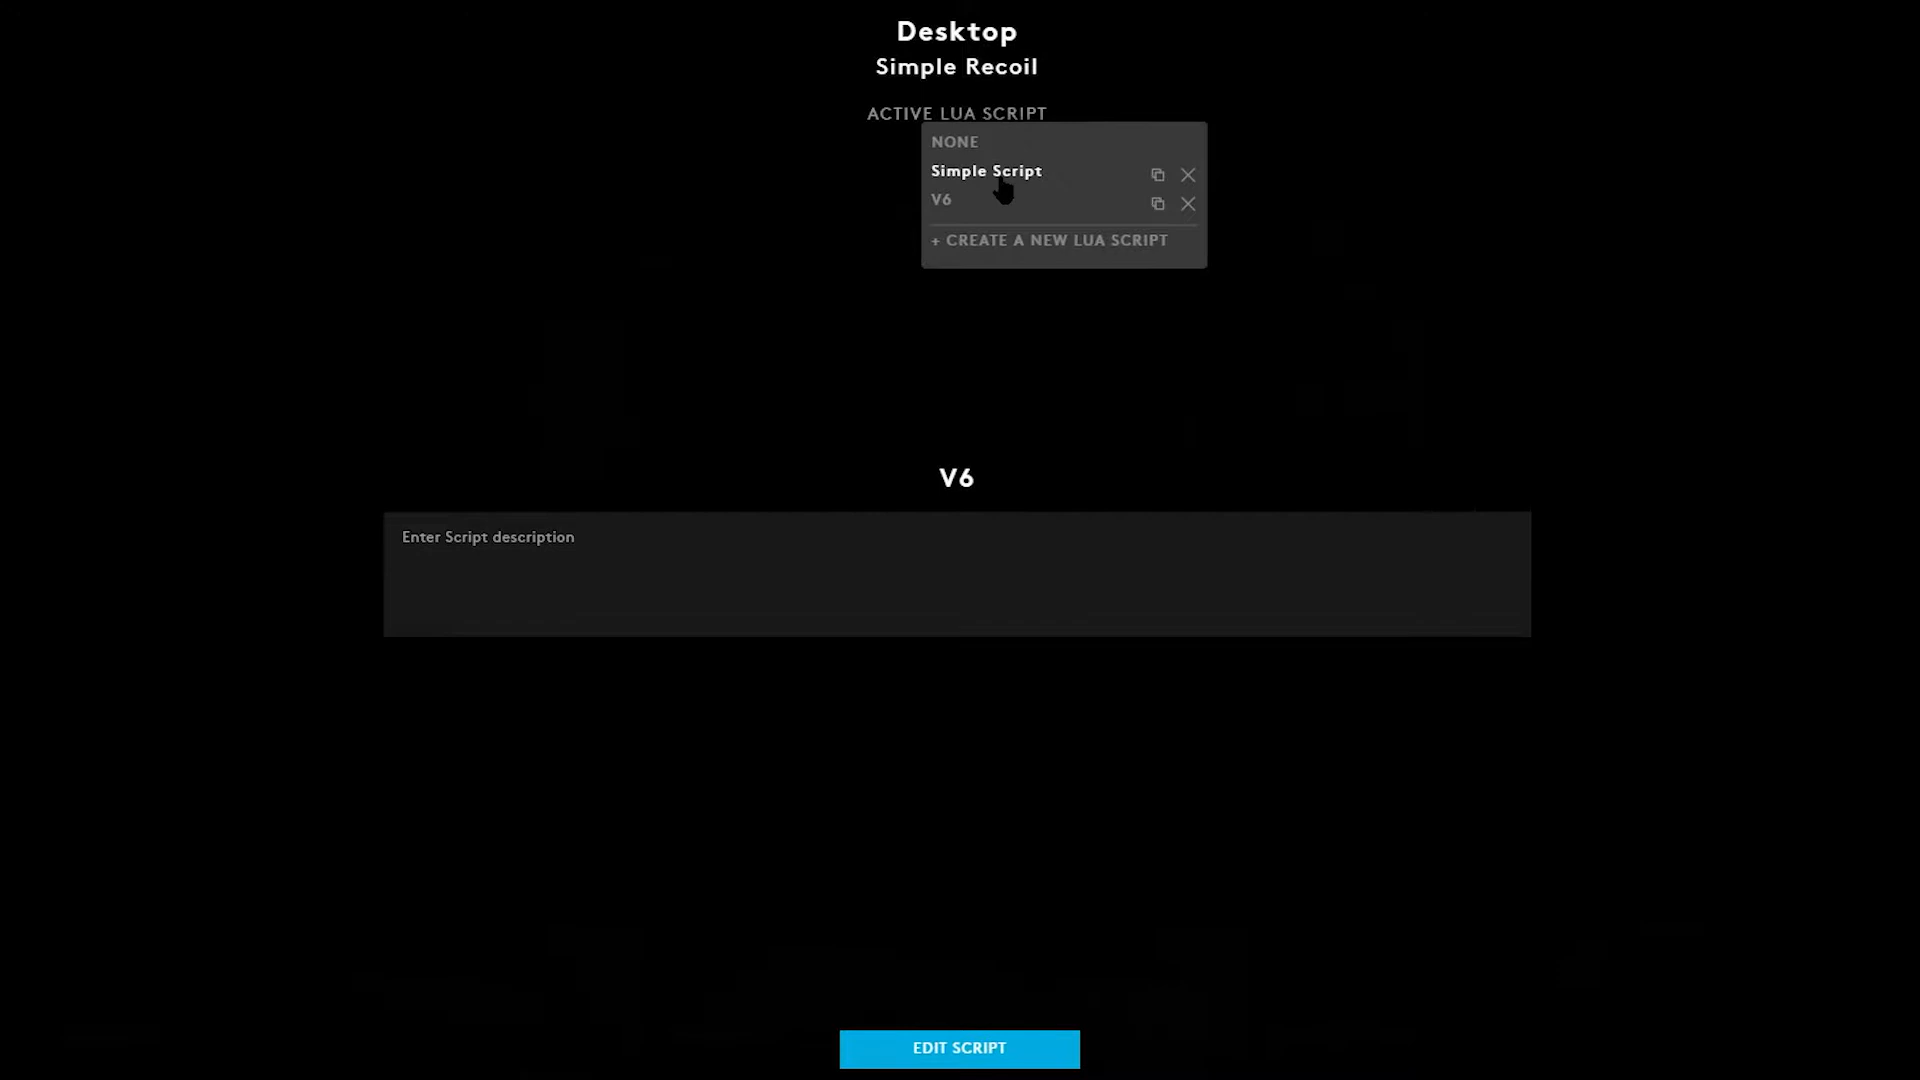 Desktop
Simple Recoil
ACTIVE LUA SCRIPT
NONE
Simple Script
V6
+ CREATE A NEW LUA SCRIPT
V6
Enter Script description
EDIT SCRIPT